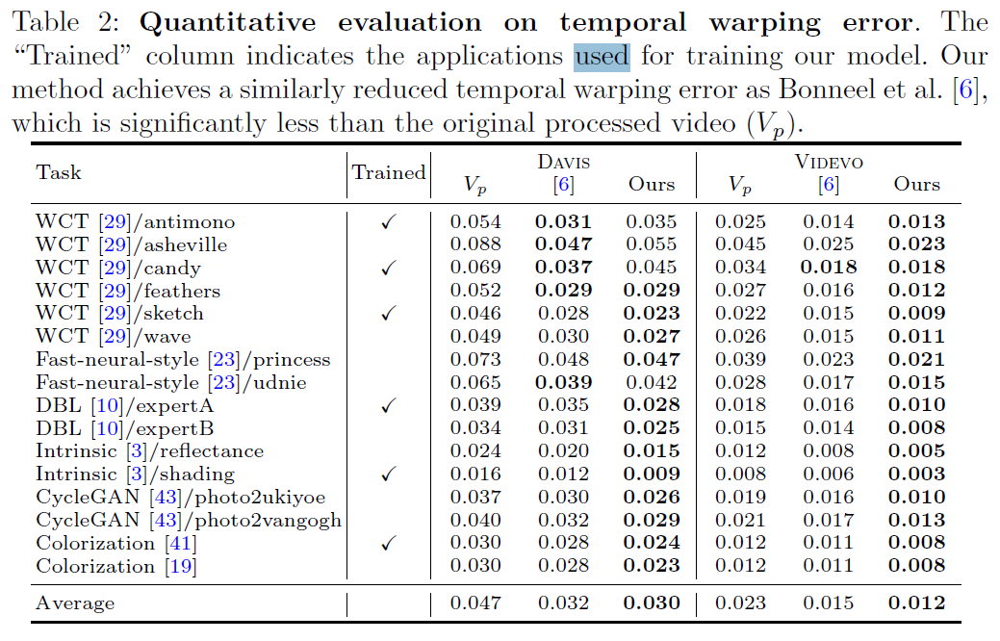 Table 2: Quantitative evaluation on temporal warping error. The
“Trained” column indicates the applications used for training our model. Our
method achieves a similarly reduced temporal warping error as Bonneel et al. [6],
which is significantly less than the original processed video (Vp).
Task Trained DAVIS VIDEVO
Vp [6] Ours Vp [6] Ours
WCT [29]/antimono ✓ 0.054 0.031 0.035 0.025 0.014 0.013
WCT [29]/asheville 0.088 0.047 0.055 0.045 0.025 0.023
WCT [29]/candy ✓ 0.069 0.037 0.045 0.034 0.018 0.018
WCT [29]/feathers 0.052 0.029 0.029 0.027 0.016 0.012
WCT [29]/sketch ✓ 0.046 0.028 0.023 0.022 0.015 0.009
WCT [29]/wave 0.049 0.030 0.027 0.026 0.015 0.011
Fast-neural-style [23]/princess 0.073 0.048 0.047 0.039 0.023 0.021
Fast-neural-style [23]/udnie 0.065 0.039 0.042 0.028 0.017 0.015
DBL [10]/expertA ✓ 0.039 0.035 0.028 0.018 0.016 0.010
DBL [10]/expertB 0.034 0.031 0.025 0.015 0.014 0.008
Intrinsic [3]/reflectance 0.024 0.020 0.015 0.012 0.008 0.005
Intrinsic [3]/shading ✓ 0.016 0.012 0.009 0.008 0.006 0.003
CycleGAN [43]/photo2ukiyoe 0.037 0.030 0.026 0.019 0.016 0.010
CycleGAN [43]/photo2vangogh 0.040 0.032 0.029 0.021 0.017 0.013
Colorization [41] ✓ 0.030 0.028 0.024 0.012 0.011 0.008
Colorization [19] 0.030 0.028 0.023 0.012 0.011 0.008
Average 0.047 0.032 0.030 0.023 0.015 0.012